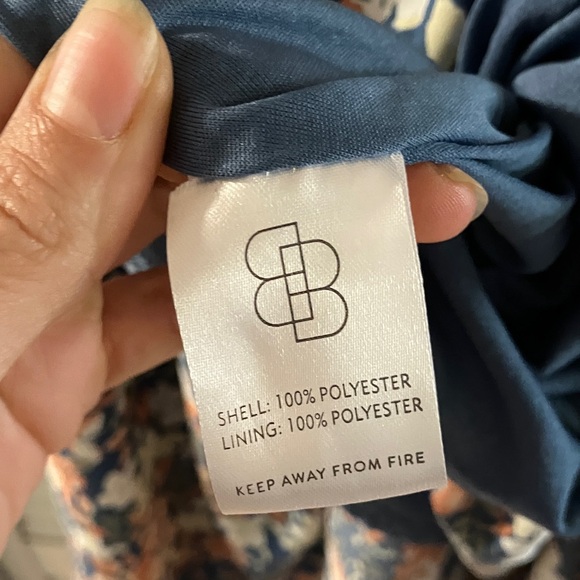 SHELL: 100% POLYESTER
LINING: 100% POLYESTER
KEEP AWAY FROM FIRE